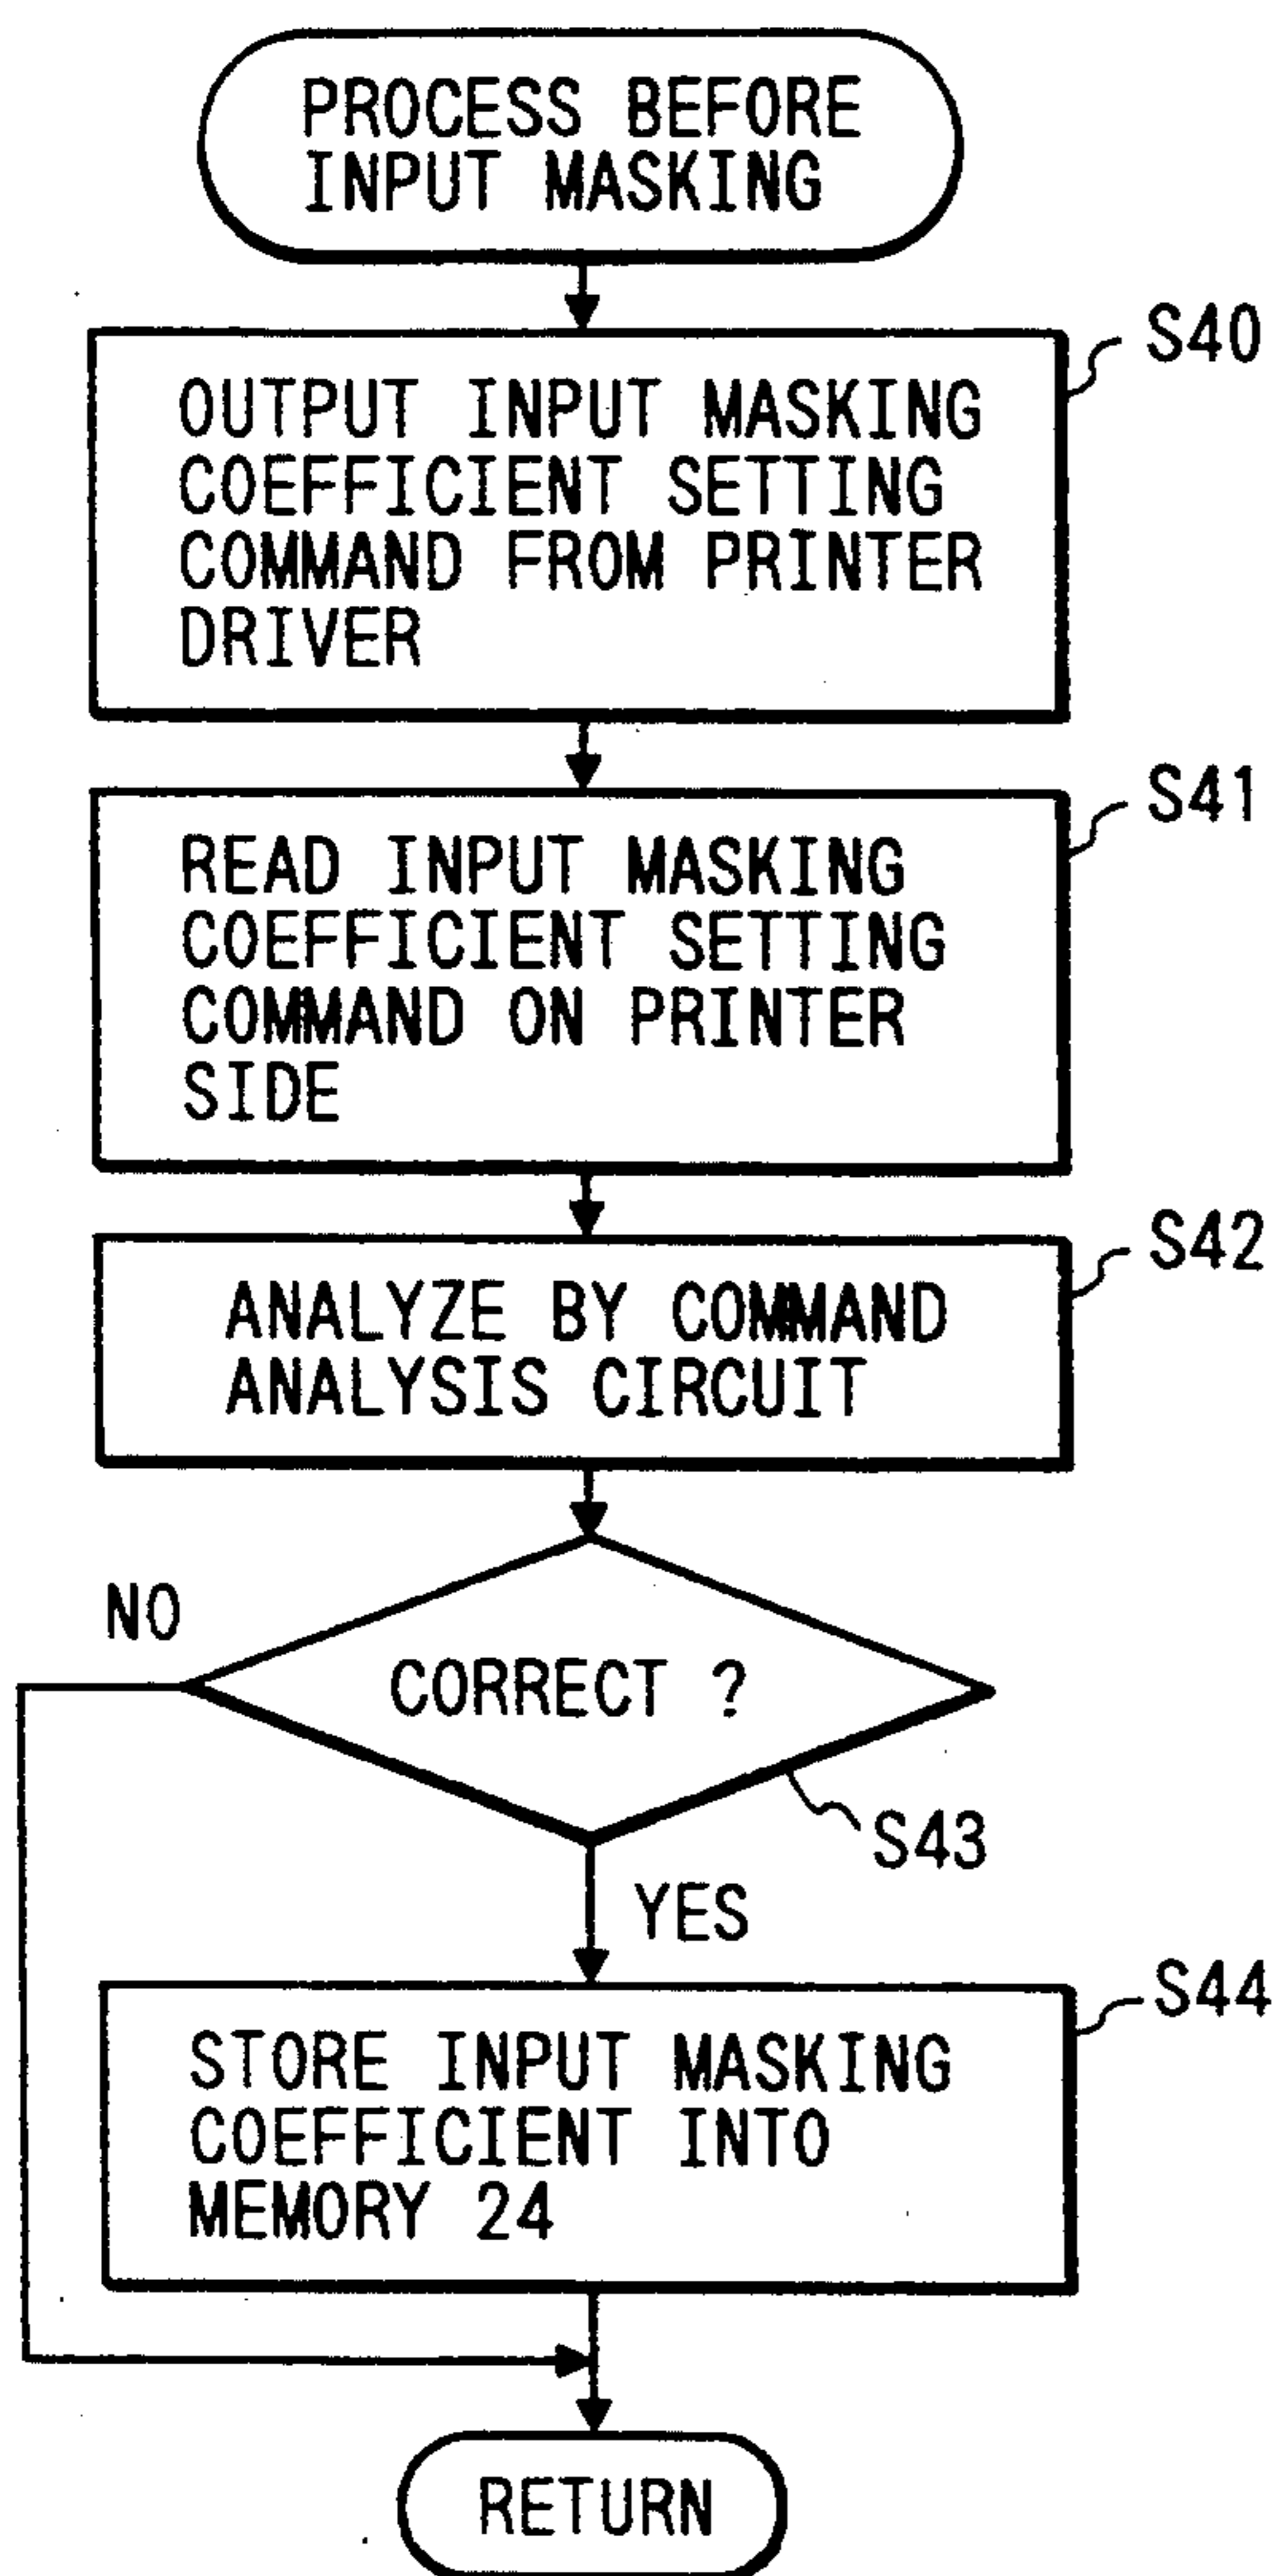 PROCESS BEFORE
INPUT MASKING
S40
OUTPUT INPUT MASKING
COEFFICIENT SETTING
COMMAND FROM PRINTER
DRIVER
S41
READ INPUT MASKING
COEFFICIENT SETTING
COMMAND ON PRINTER
SIDE
S42
ANALYZE BY COMMAND
ANALYSIS CIRCUIT
NO
CORRECT ?
S43
YES
S44
STORE INPUT MASKING
COEFFICIENT INTO
MEMORY 24
RETURN